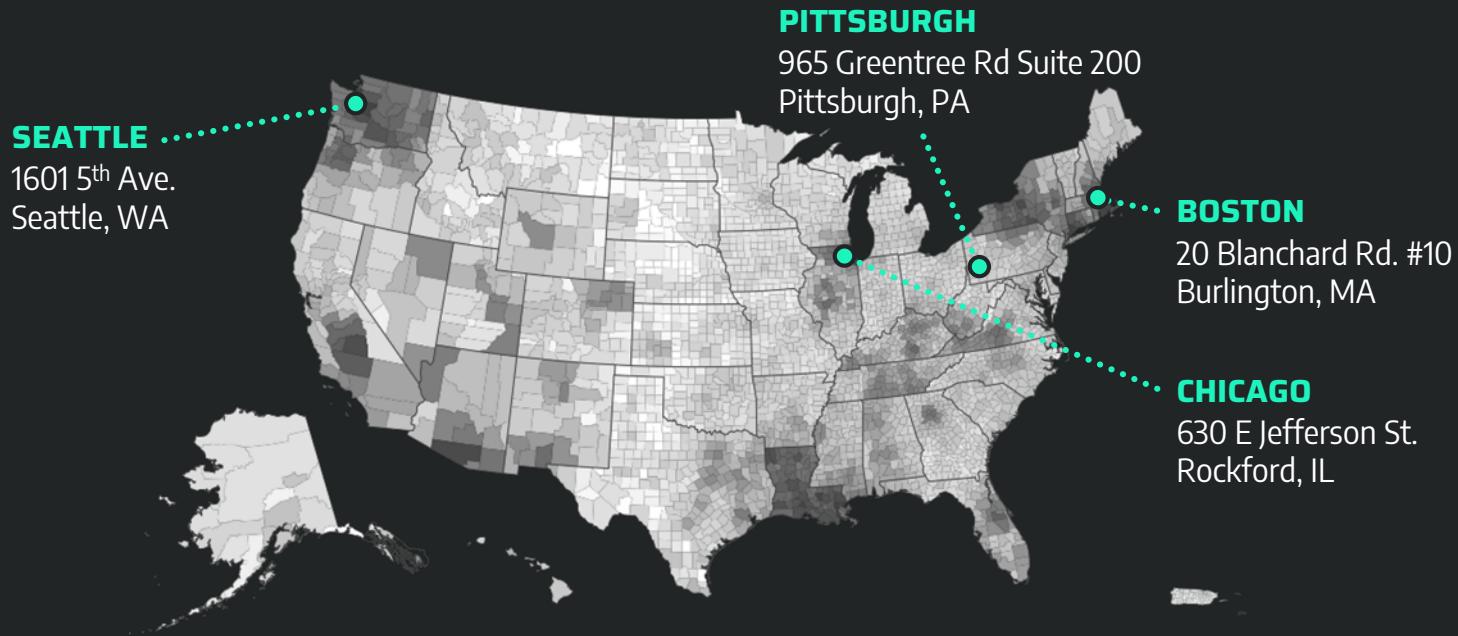 PITTSBURGH
965 Greentree Rd Suite 200
Pittsburgh, PA
SEATTLE
1601 5th Ave.
Seattle, WA
BOSTON
20 Blanchard Rd. #10
Burlington, MA
CHICAGO
630 E Jefferson St.
Rockford, IL